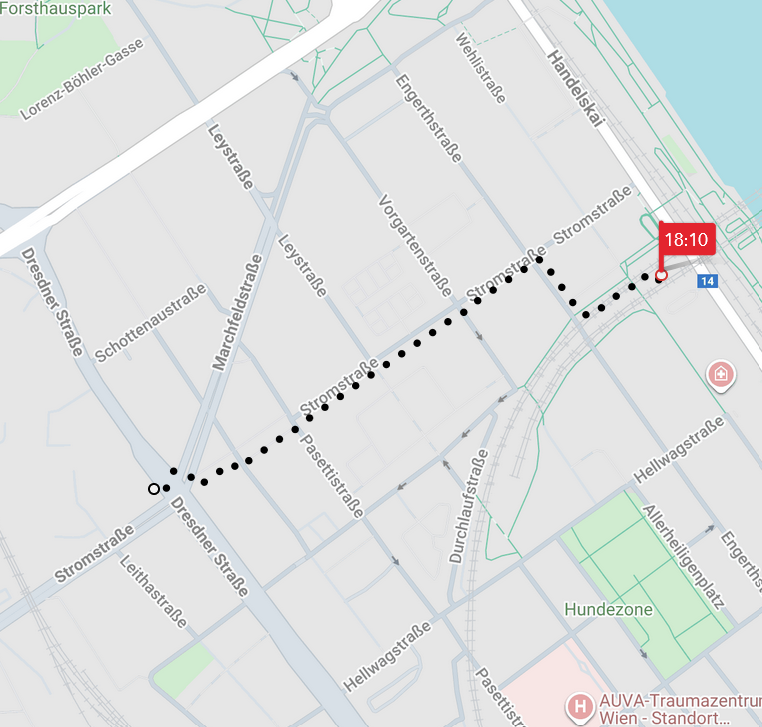 Forsthauspark
Lorenz-Böhler-Gasse
Wehlistraße
Handelskai
Engerthstraße
Leystraße
Vorgartenstraße
Stromstraße
Stromstraße
18:10
14
Dresdner Straße
Marchfeldstraße
Leystraße
Schottenaustraße
Stromstraße
Pasettistraße
Hellwagstraße
Durchlaufstraße
Dresdner Straße
Stromstraße
Leithastraße
Allerheiligenplatz
Engerths
Hundezone
Hellwagstraße
Pasettistr
H
AUVA-Traumazentrum
Wien - Standort...